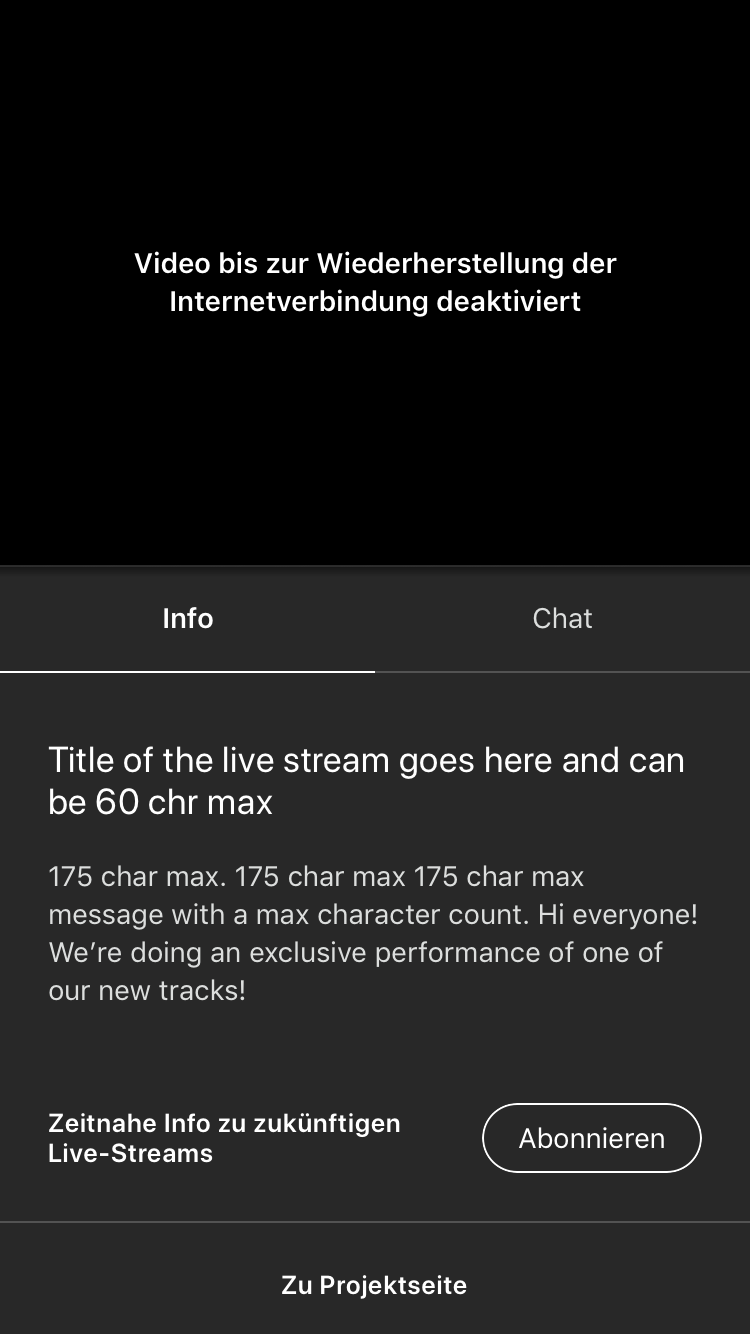 Video bis zur Wiederherstellung der
Internetverbindung deaktiviert
Info
Chat
Title of the live stream goes here and can
be 60 chr max
175 char max. 175 char max 175 char max
message with a max character count. Hi everyone!
We’re doing an exclusive performance of one of
our new tracks!
Zeitnahe Info zu zukünftigen
Live-Streams
Abonnieren
Zu Projektseite